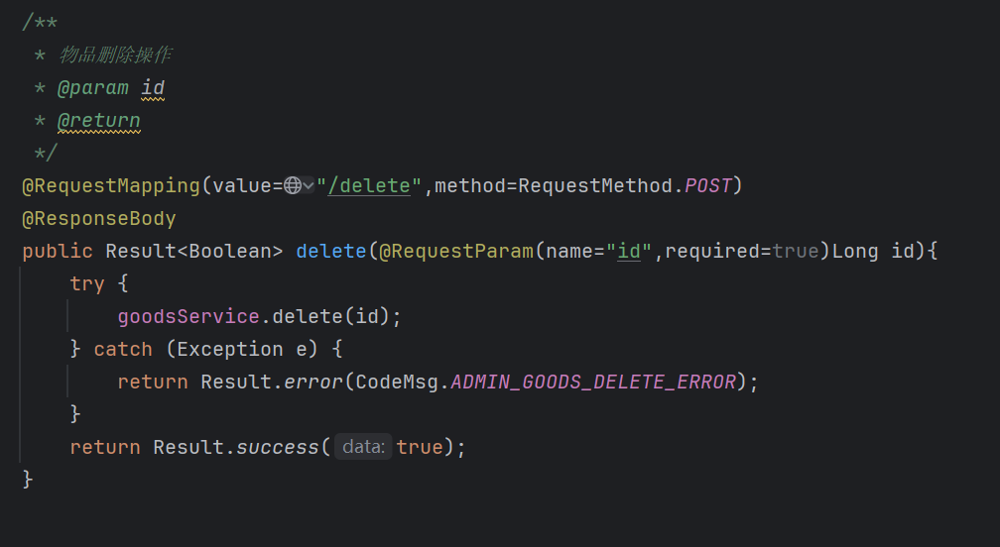 /**
 * 物品删除操作
 * @param id
 * @return
 */
@RequestMapping(value="/delete",method=RequestMethod.POST)
@ResponseBody
public Result<Boolean> delete(@RequestParam(name="id",required=true)Long id){
    try {
        goodsService.delete(id);
    } catch (Exception e) {
        return Result.error(CodeMsg.ADMIN_GOODS_DELETE_ERROR);
    }
    return Result.success( data: true);
}